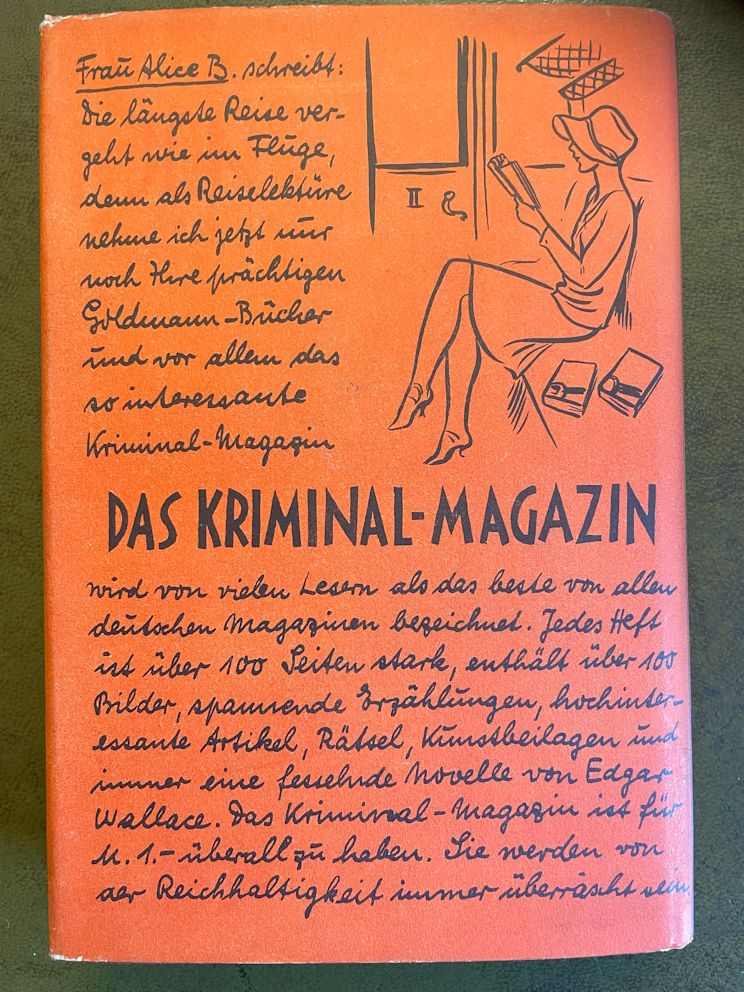 Frau Alice B. schreibt:
Die längste Reise ver-
geht wie im Fluge,
denn als Reiselektüre
nehme ich jetzt nur
noch Ihre prächtigen
Goldmann-Bücher
und vor allem das
so interessante
Kriminal-Magazin
II
DAS KRIMINAL-MAGAZIN
wird von vielen Lesern als das beste von allen
deutschen Magazinen bezeichnet. Jedes Heft
ist über 100 Seiten stark, enthält über 100
Bilder, spannende Erzählungen, hochinter-
essante Artikel, Rätsel, Kunstbeilagen und
immer eine fesselnde Novelle von Edgar
Wallace. Das Kriminal-Magazin ist für
M. 1.- überall zu haben. Sie werden von
der Reichhaltigkeit immer überrascht sein.